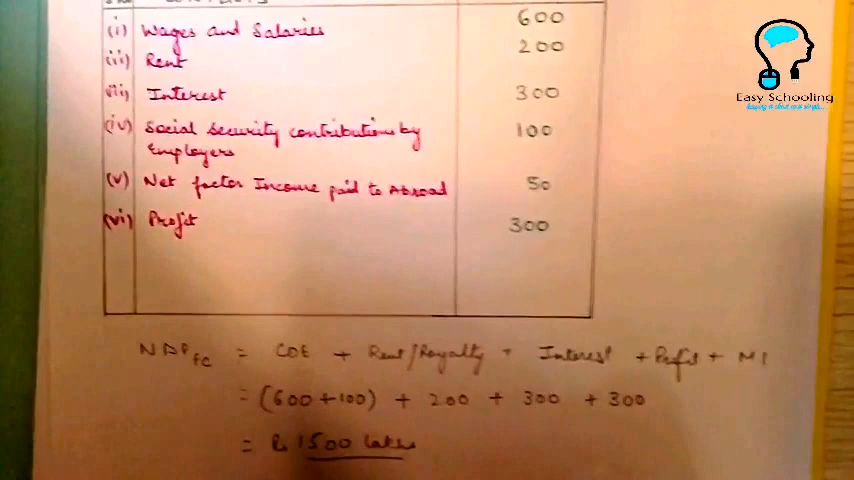 (i) Wages and Salaries 600
(ii) Rent 200
iii) Interest 300
(iv) Social Security contributions by
Employers 100
(v) Net factor Income paid to Abroad 50
(vi) Profit 300
Easy Schooling
NDP FC = COE + Rent/Royalty + Interest + Profit + MI
= (600+100) + 200 + 300 + 300
= Rs 1500 lakhs